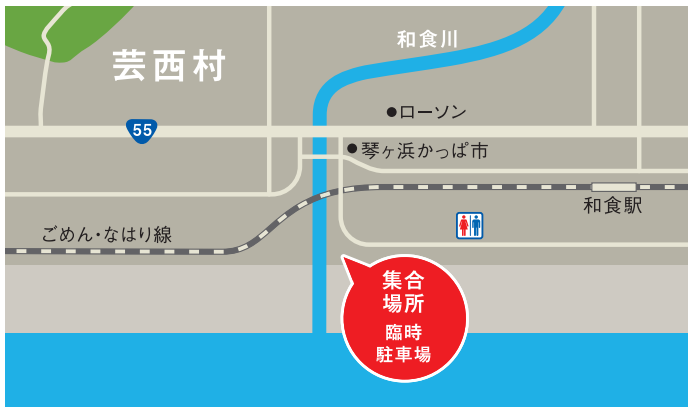 和食川
芸西村
ローソン
55
琴ヶ浜かっぱ市
和食駅
ごめん・なはり線
集合
場所
臨時
駐車場